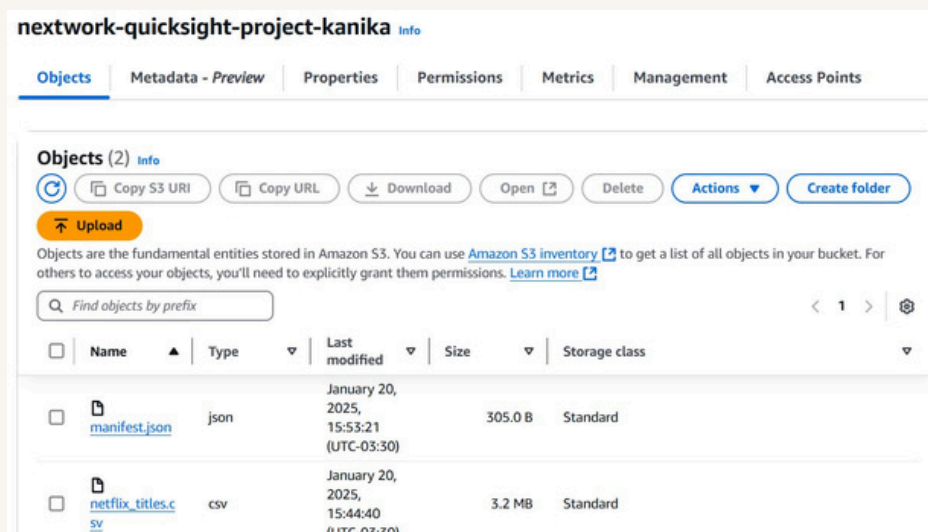 nextwork-quicksight-project-kanika Info
Objects Metadata - Preview Properties Permissions Metrics Management Access Points
Objects (2) Info
Copy S3 URI Copy URL Download Open Delete Actions Create folder
Upload
Objects are the fundamental entities stored in Amazon S3. You can use Amazon S3 inventory to get a list of all objects in your bucket. For
others to access your objects, you'll need to explicitly grant them permissions. Learn more
Find objects by prefix 1
Name Type Last modified Size Storage class
manifest.json json January 20, 2025, 15:53:21 (UTC-03:30) 305.0 B Standard
netflix_titles.csv csv January 20, 2025, 15:44:40 (UTC-03:30) 3.2 MB Standard